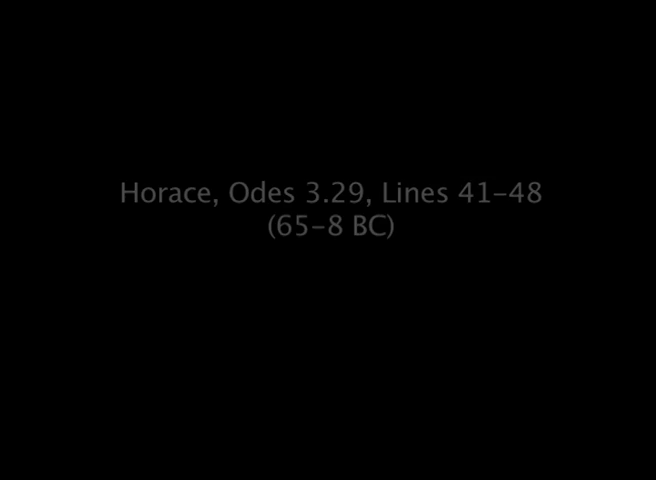 Horace, Odes 3.29, Lines 41–48
(65–8 BC)